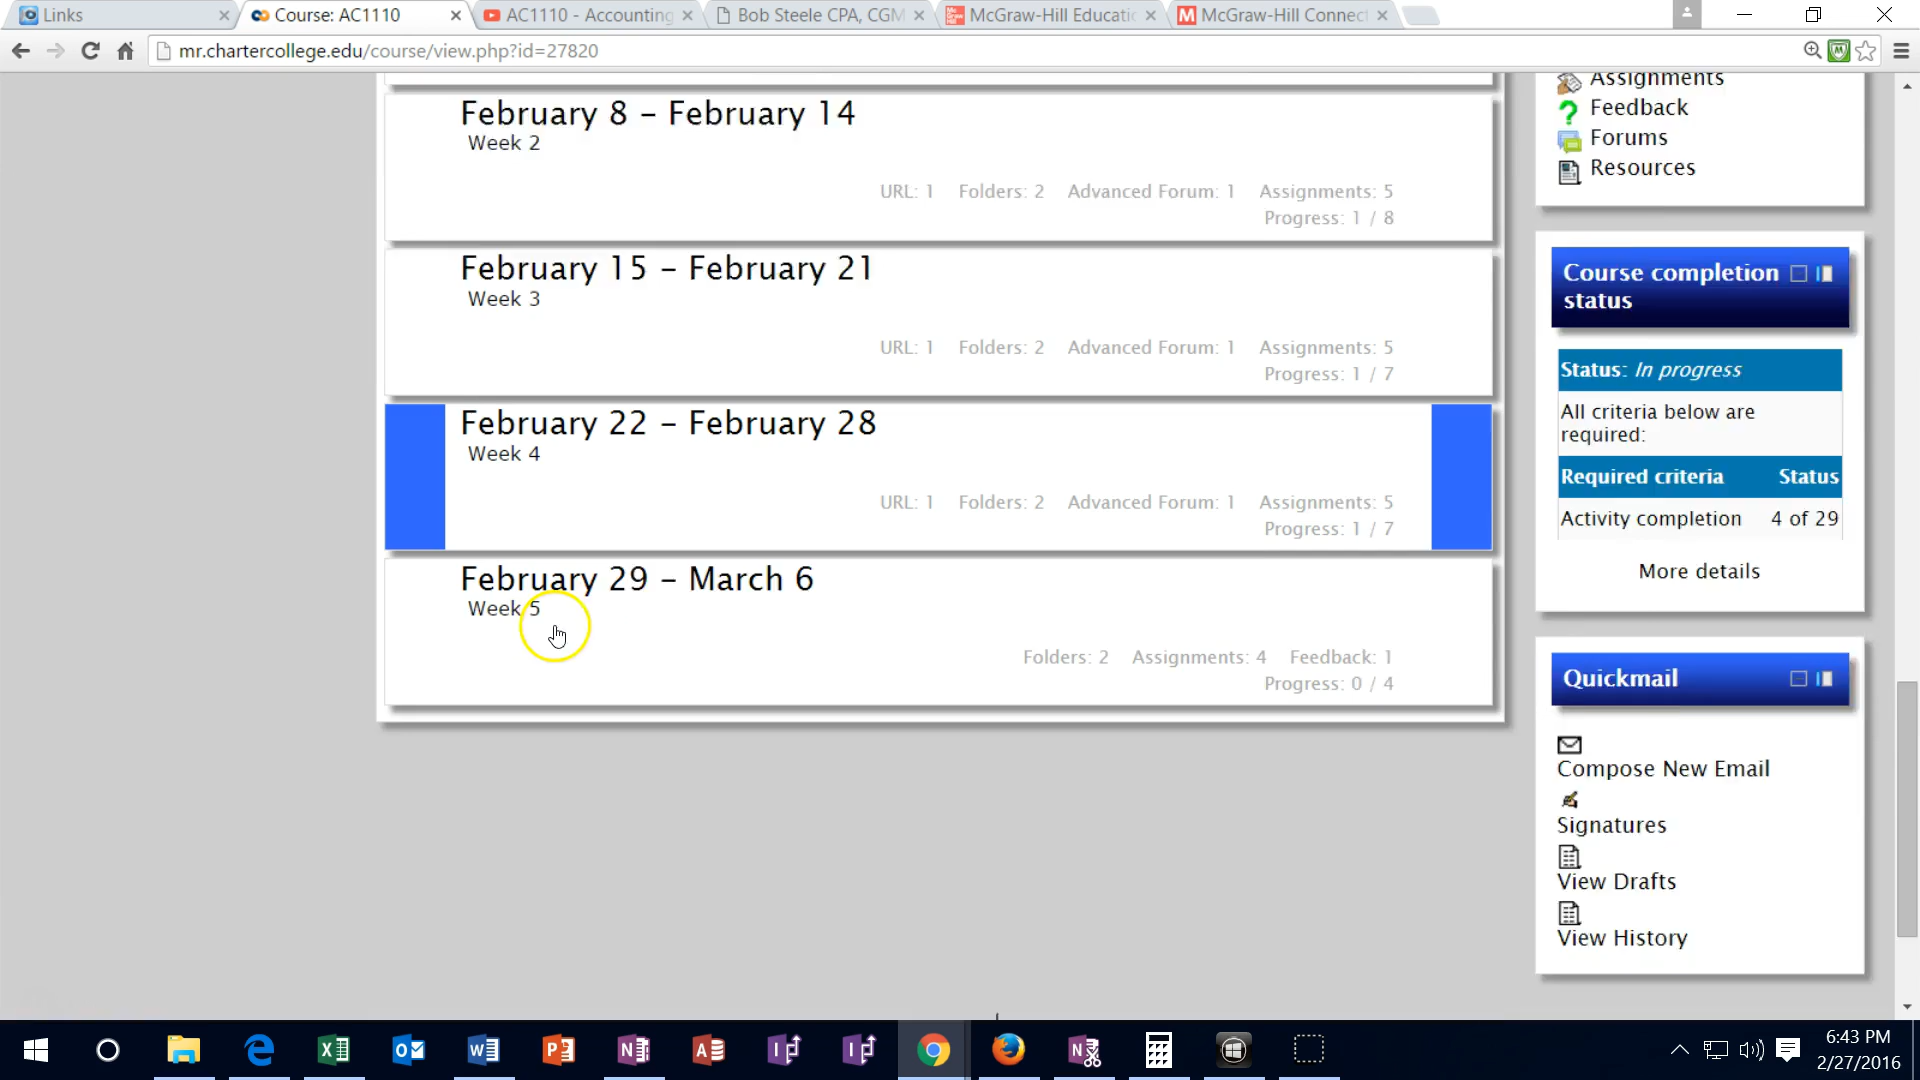 Links
Course: AC1110
AC1110 - Accounting
Bob Steele CPA, CGM
McGraw-Hill Educati
McGraw-Hill Connect
mr.chartercollege.edu/course/view.php?id=27820
February 8 – February 14
Week 2
URL: 1 Folders: 2 Advanced Forum: 1 Assignments: 5
Progress: 1 / 8
February 15 – February 21
Week 3
URL: 1 Folders: 2 Advanced Forum: 1 Assignments: 5
Progress: 1 / 7
February 22 – February 28
Week 4
URL: 1 Folders: 2 Advanced Forum: 1 Assignments: 5
Progress: 1 / 7
February 29 – March 6
Week 5
Folders: 2 Assignments: 4 Feedback: 1
Progress: 0 / 4
Assignments
Feedback
Forums
Resources
Course completion
status
Status: In progress
All criteria below are
required:
Required criteria Status
Activity completion 4 of 29
More details
Quickmail
Compose New Email
Signatures
View Drafts
View History
6:43 PM
2/27/2016